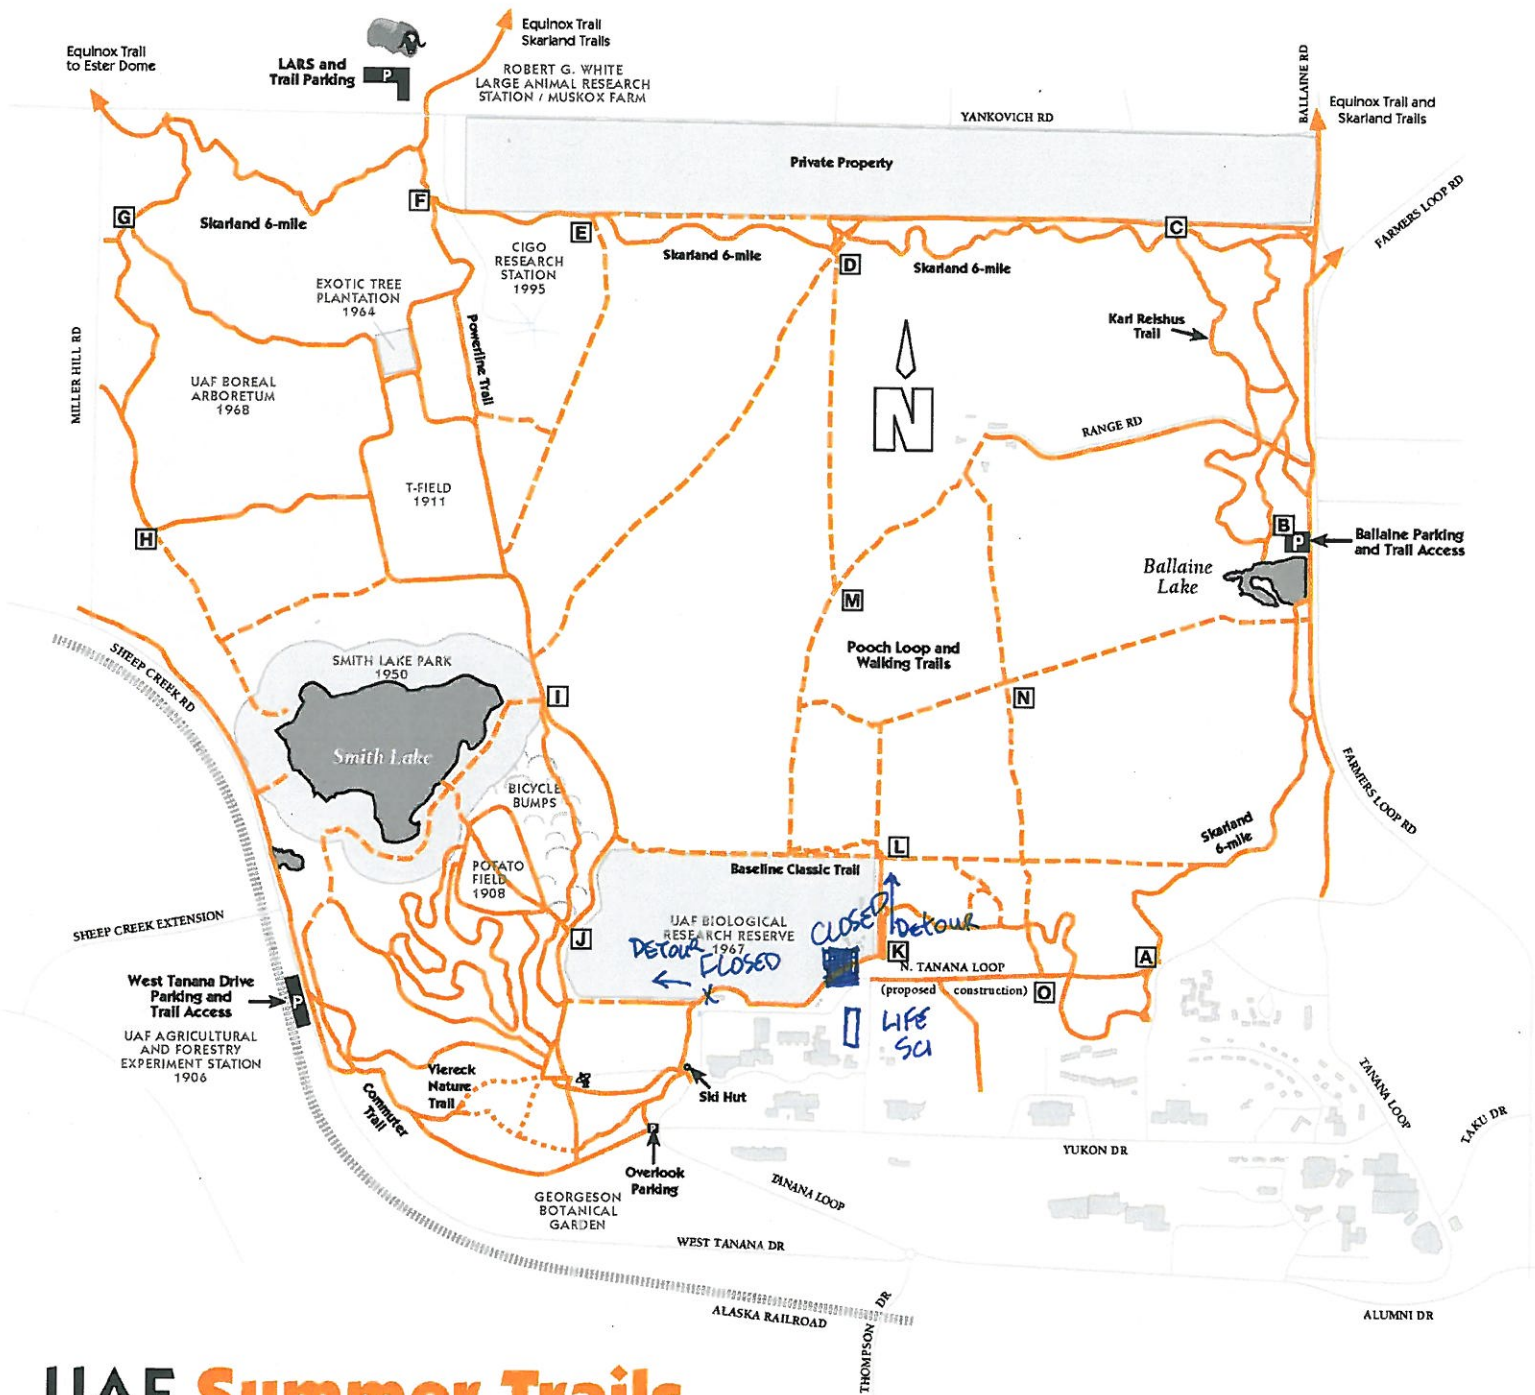 Equinox Trail
Skarland Trails
Equinox Trail
to Ester Dome
LARS and
Trail Parking
P
ROBERT G. WHITE
LARGE ANIMAL RESEARCH
STATION / MUSKOX FARM
YANKOVICH RD
BALLAINE RD
Equinox Trail and
Skarland Trails
Private Property
FARMERS LOOP RD
F
G
Skarland 6-mile
E
C
CIGO
RESEARCH
STATION
1995
Skarland 6-mile
D
Skarland 6-mile
EXOTIC TREE
PLANTATION
1964
Powerline Trail
Karl Reishus
Trail
MILLER HILL RD
N
UAF BOREAL
ARBORETUM
1968
RANGE RD
T-FIELD
1911
H
B
P
Ballaine Parking
and Trail Access
Ballaine
Lake
M
Pooch Loop and
Walking Trails
SHEEP CREEK RD
SMITH LAKE PARK
1950
I
N
Smith Lake
BICYCLE
BUMPS
FARMERS LOOP RD
Skarland
6-mile
L
POTATO
FIELD
1908
Baseline Classic Trail
SHEEP CREEK EXTENSION
UAF BIOLOGICAL
RESEARCH RESERVE
1967
CLOSED
DETOUR
J
DETOUR
CLOSED
X
K
A
N. TANANA LOOP
(proposed construction)
O
West Tanana Drive
Parking and
Trail Access
P
LIFE
SCI
UAF AGRICULTURAL
AND FORESTRY
EXPERIMENT STATION
1906
Viereck
Nature
Trail
Ski Hut
Commuter
Trail
TANANA LOOP
TAKU DR
P
YUKON DR
Overlook
Parking
TANANA LOOP
GEORGESON
BOTANICAL
GARDEN
WEST TANANA DR
ALASKA RAILROAD
THOMPSON DR
ALUMNI DR
UAF Summer Trails